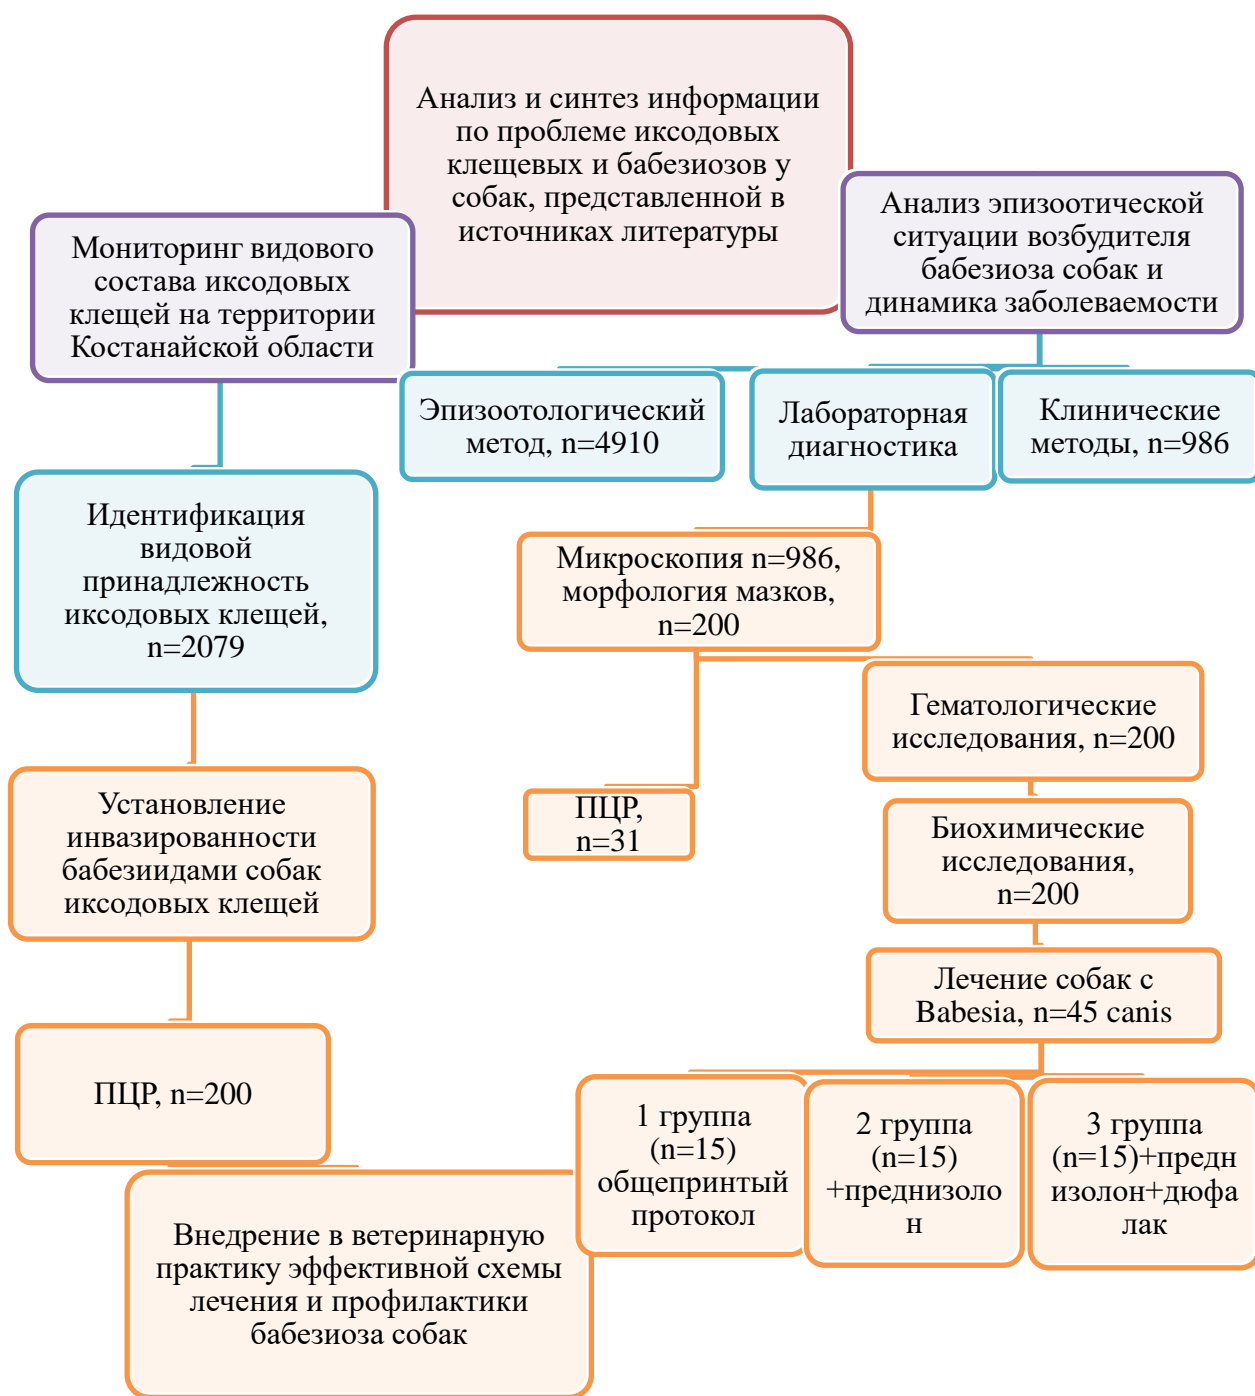 Анализ и синтез информации
по проблеме иксодовых
клещевых и бабезиозов у
собак, представленной в
источниках литературы
Мониторинг видового
состава иксодовых
клещей на территории
Костанайской области
Анализ эпизоотической
ситуации возбудителя
бабезиоза собак и
динамика заболеваемости
Эпизоотологический
метод, n=4910
Лабораторная
диагностика
Клинические
методы, n=986
Идентификация
видовой
принадлежность
иксодовых клещей,
n=2079
Микроскопия n=986,
морфология мазков,
n=200
Гематологические
исследования, n=200
Установление
инвазированности
бабезиидами собак
иксодовых клещей
ПЦР,
n=31
Биохимические
исследования,
n=200
Лечение собак с
Babesia, n=45 canis
ПЦР, n=200
1 группа
(n=15)
общепринтый
протокол
2 группа
(n=15)
+преднизоло
н
3 группа
(n=15)+предн
изолон+дюфа
лак
Внедрение в ветеринарную
практику эффективной схемы
лечения и профилактики
бабезиоза собак